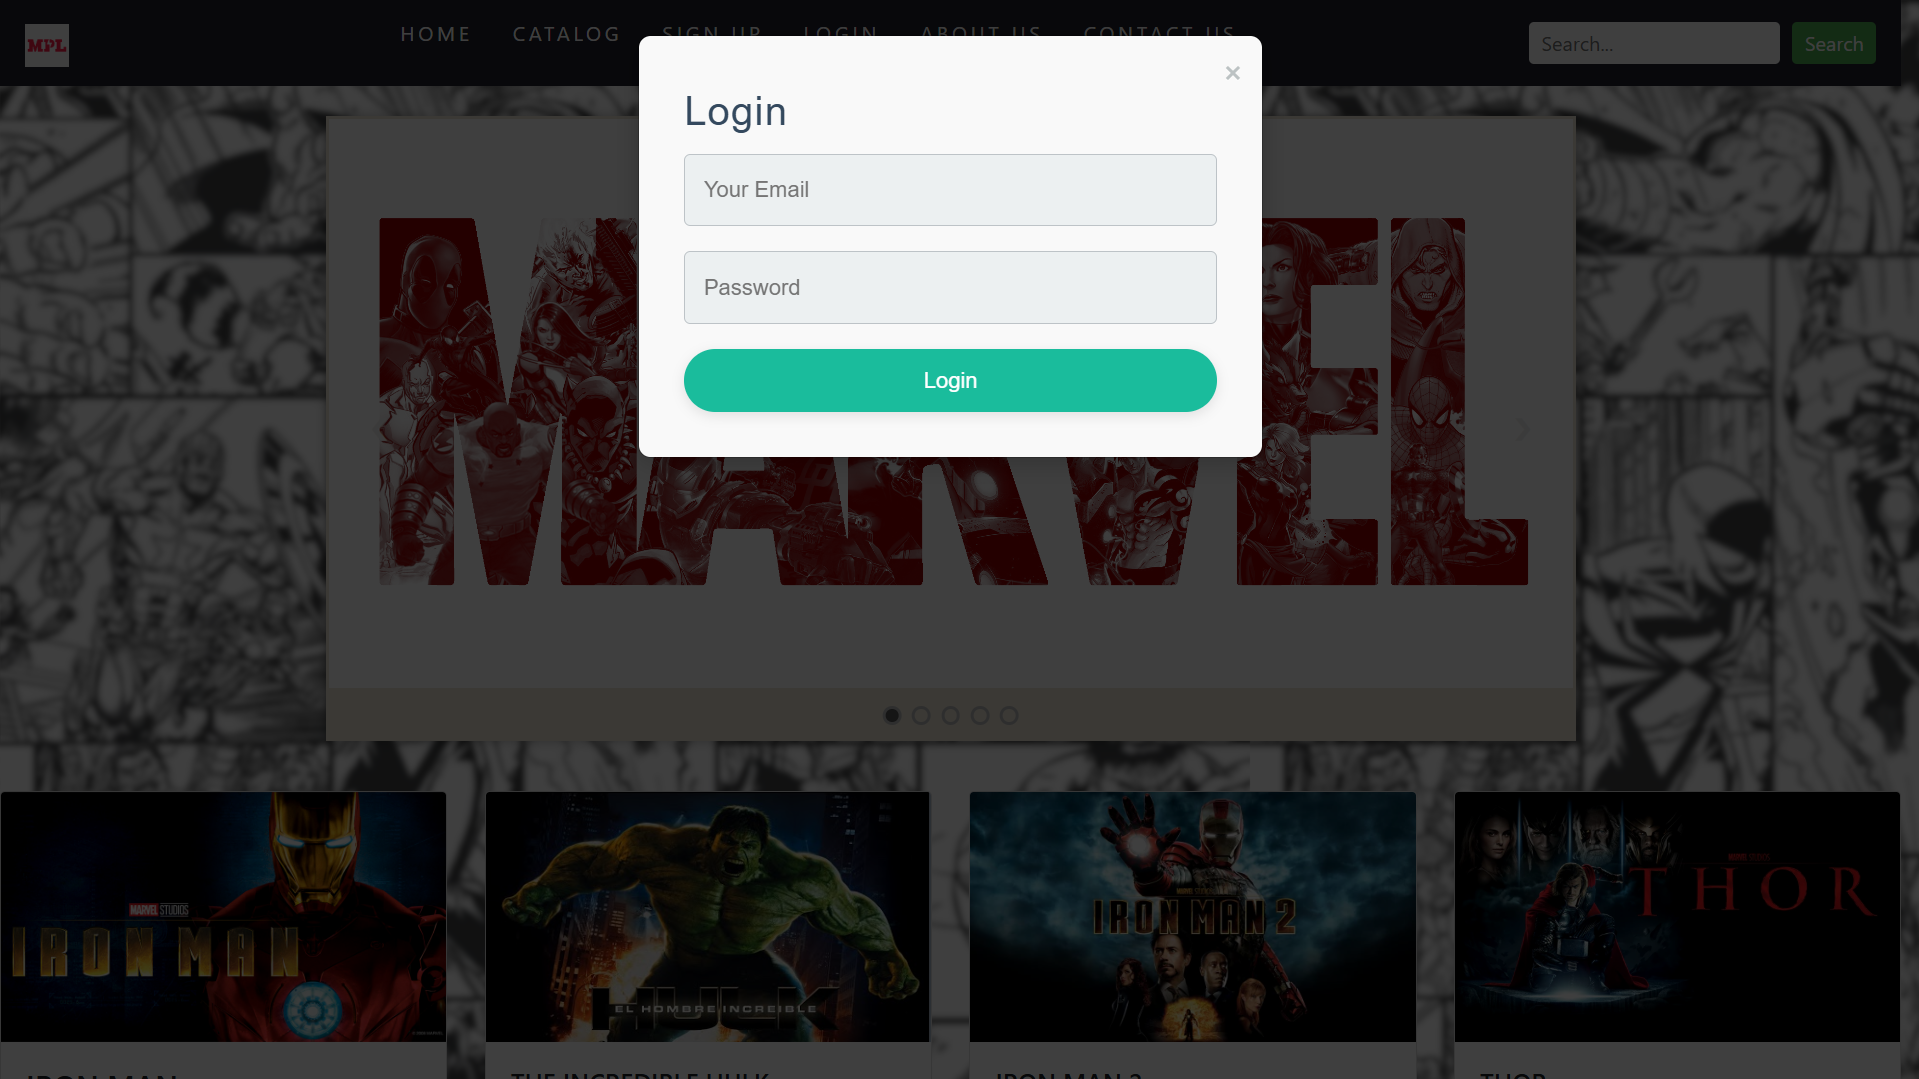 MPL
HOME CATALOG SIGN UP LOGIN ABOUT US CONTACT US
Search...
Search
×
Login
Your Email
Password
Login
MARVEL
MARVEL STUDIOS
IRON MAN
HULK
EL HOMBRE INCREIBLE
IRON MAN 2
THOR
IRON MAN
THE INCREDIBLE HULK
IRON MAN 2
THOR